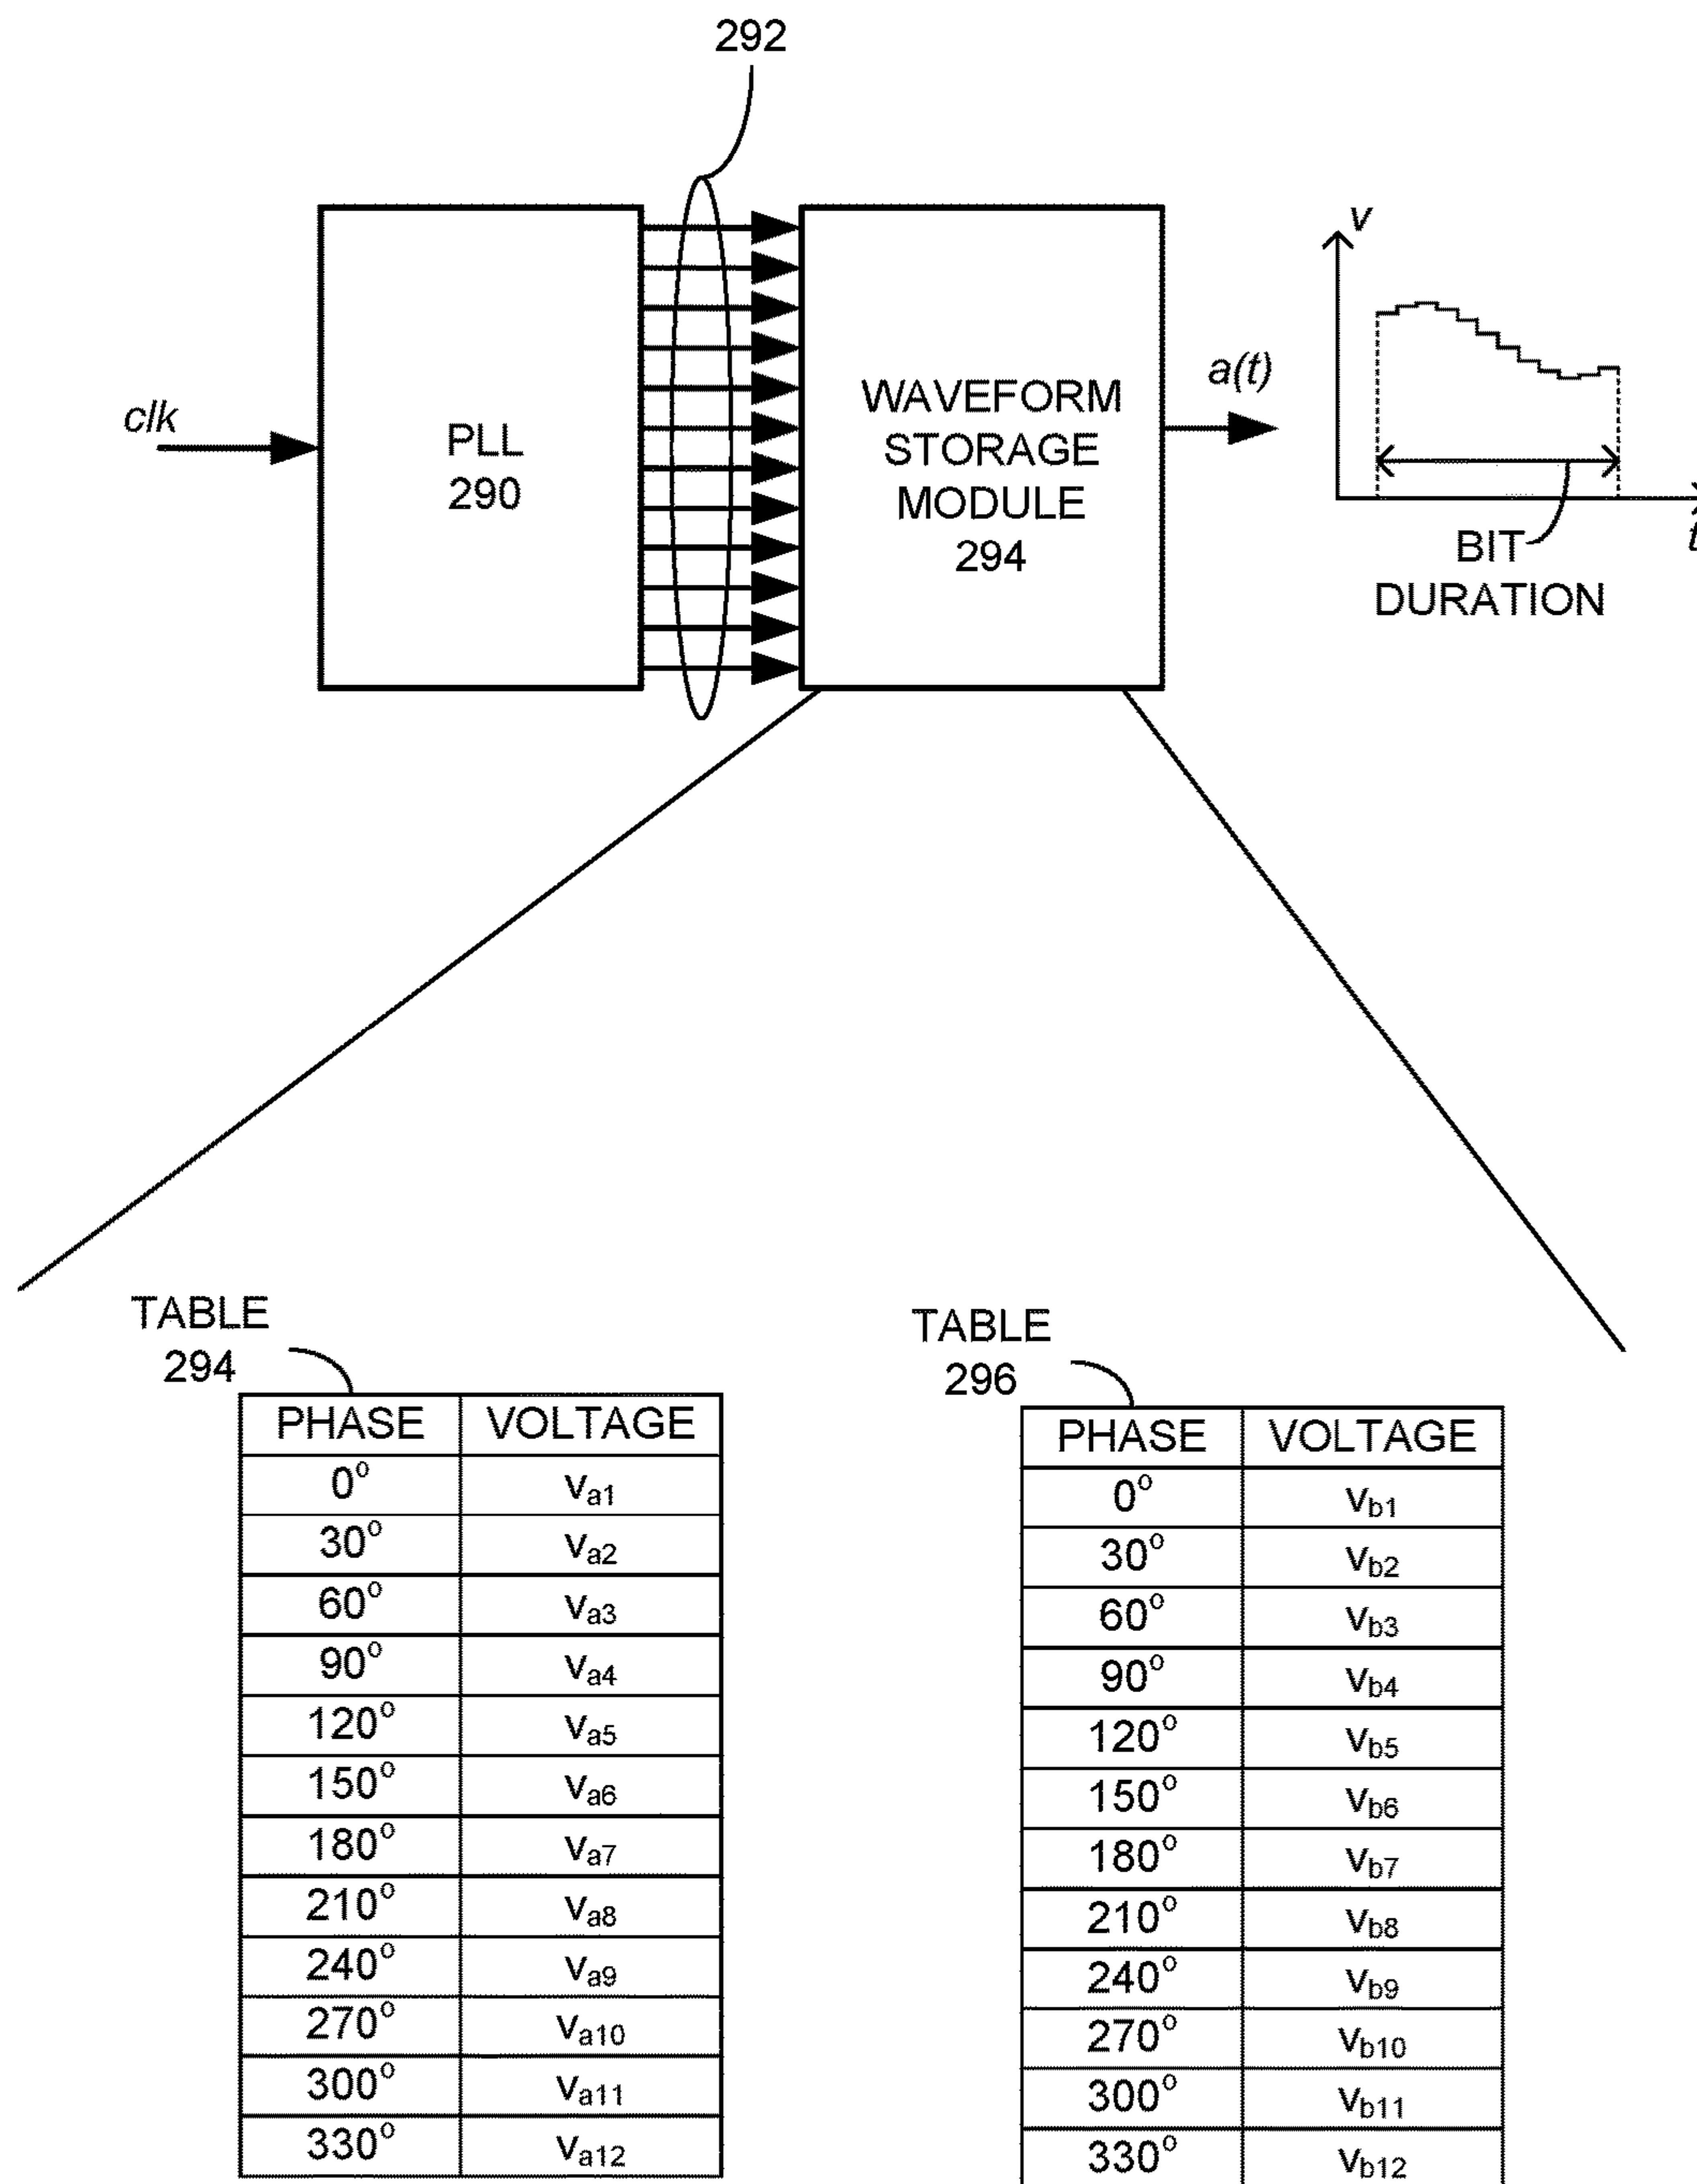 292
clk
PLL
290
WAVEFORM
STORAGE
MODULE
294
a(t)
v
t
BIT
DURATION
TABLE
294
PHASE VOLTAGE
0° va1
30° va2
60° va3
90° va4
120° va5
150° va6
180° va7
210° va8
240° va9
270° va10
300° va11
330° va12
TABLE
296
PHASE VOLTAGE
0° vb1
30° vb2
60° vb3
90° vb4
120° vb5
150° vb6
180° vb7
210° vb8
240° vb9
270° vb10
300° vb11
330° vb12